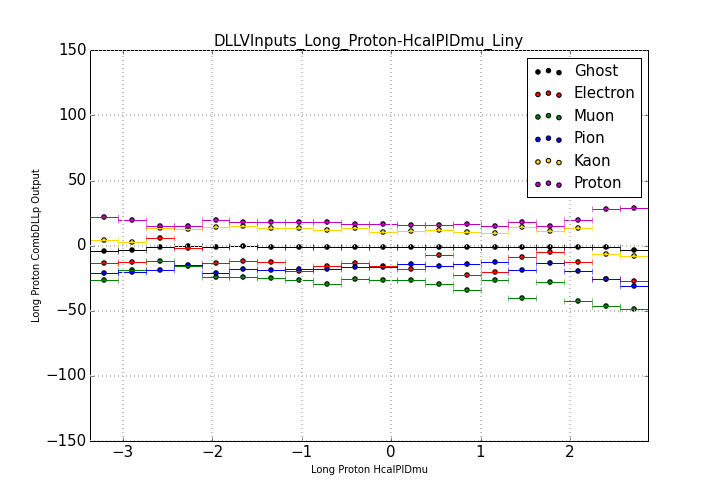 DLLVInputs_Long_Proton-HcalPIDmu_Liny
150
100
50
0
−50
−100
−150
Long Proton CombDLLp Output
Ghost
Electron
Muon
Pion
Kaon
Proton
−3 −2 −1 0 1 2
Long Proton HcalPIDmu